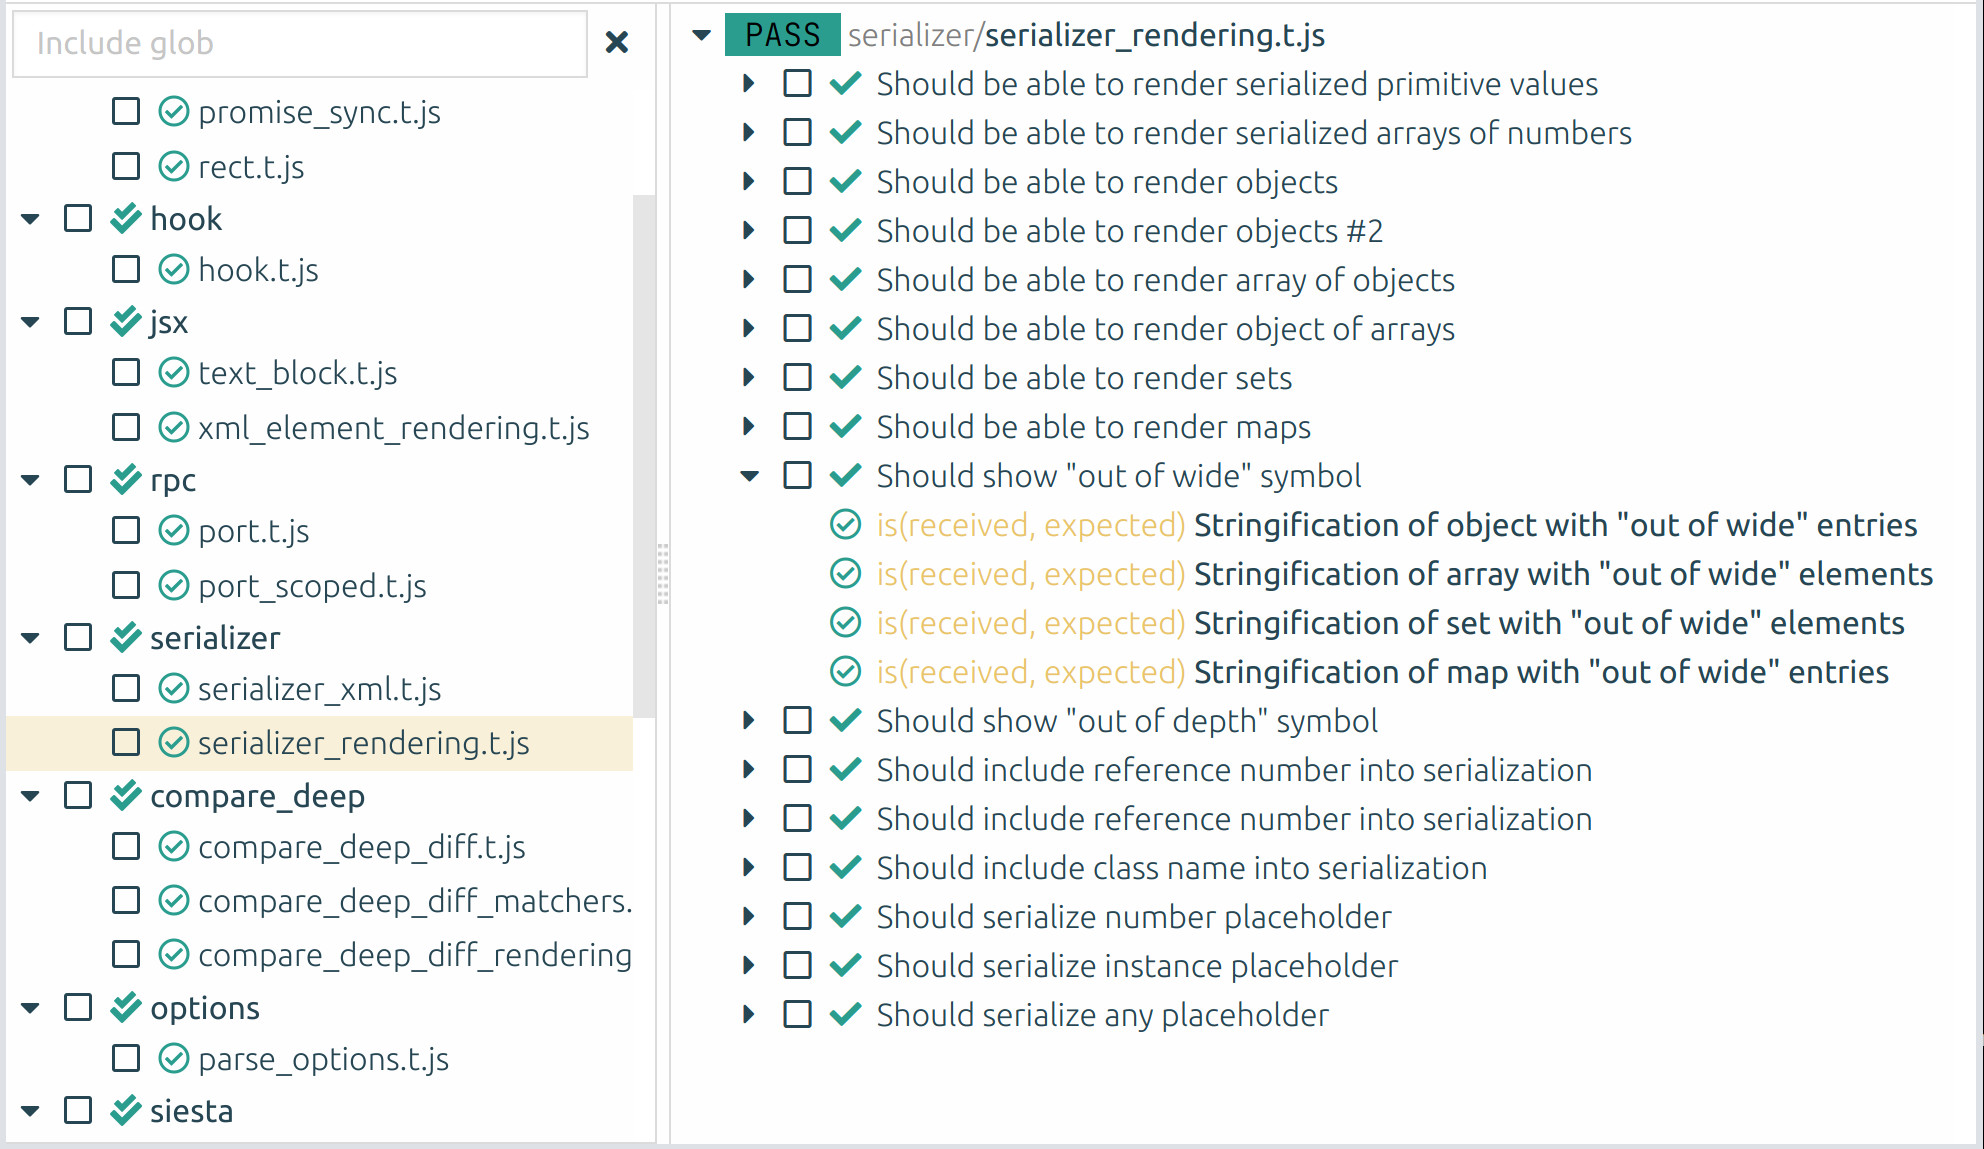 Include glob
promise_sync.t.js
rect.t.js
hook
hook.t.js
jsx
text_block.t.js
xml_element_rendering.t.js
rpc
port.t.js
port_scoped.t.js
serializer
serializer_xml.t.js
serializer_rendering.t.js
compare_deep
compare_deep_diff.t.js
compare_deep_diff_matchers.
compare_deep_diff_rendering
options
parse_options.t.js
siesta
PASS serializer/serializer_rendering.t.js
Should be able to render serialized primitive values
Should be able to render serialized arrays of numbers
Should be able to render objects
Should be able to render objects #2
Should be able to render array of objects
Should be able to render object of arrays
Should be able to render sets
Should be able to render maps
Should show "out of wide" symbol
is(received, expected) Stringification of object with "out of wide" entries
is(received, expected) Stringification of array with "out of wide" elements
is(received, expected) Stringification of set with "out of wide" elements
is(received, expected) Stringification of map with "out of wide" entries
Should show "out of depth" symbol
Should include reference number into serialization
Should include reference number into serialization
Should include class name into serialization
Should serialize number placeholder
Should serialize instance placeholder
Should serialize any placeholder